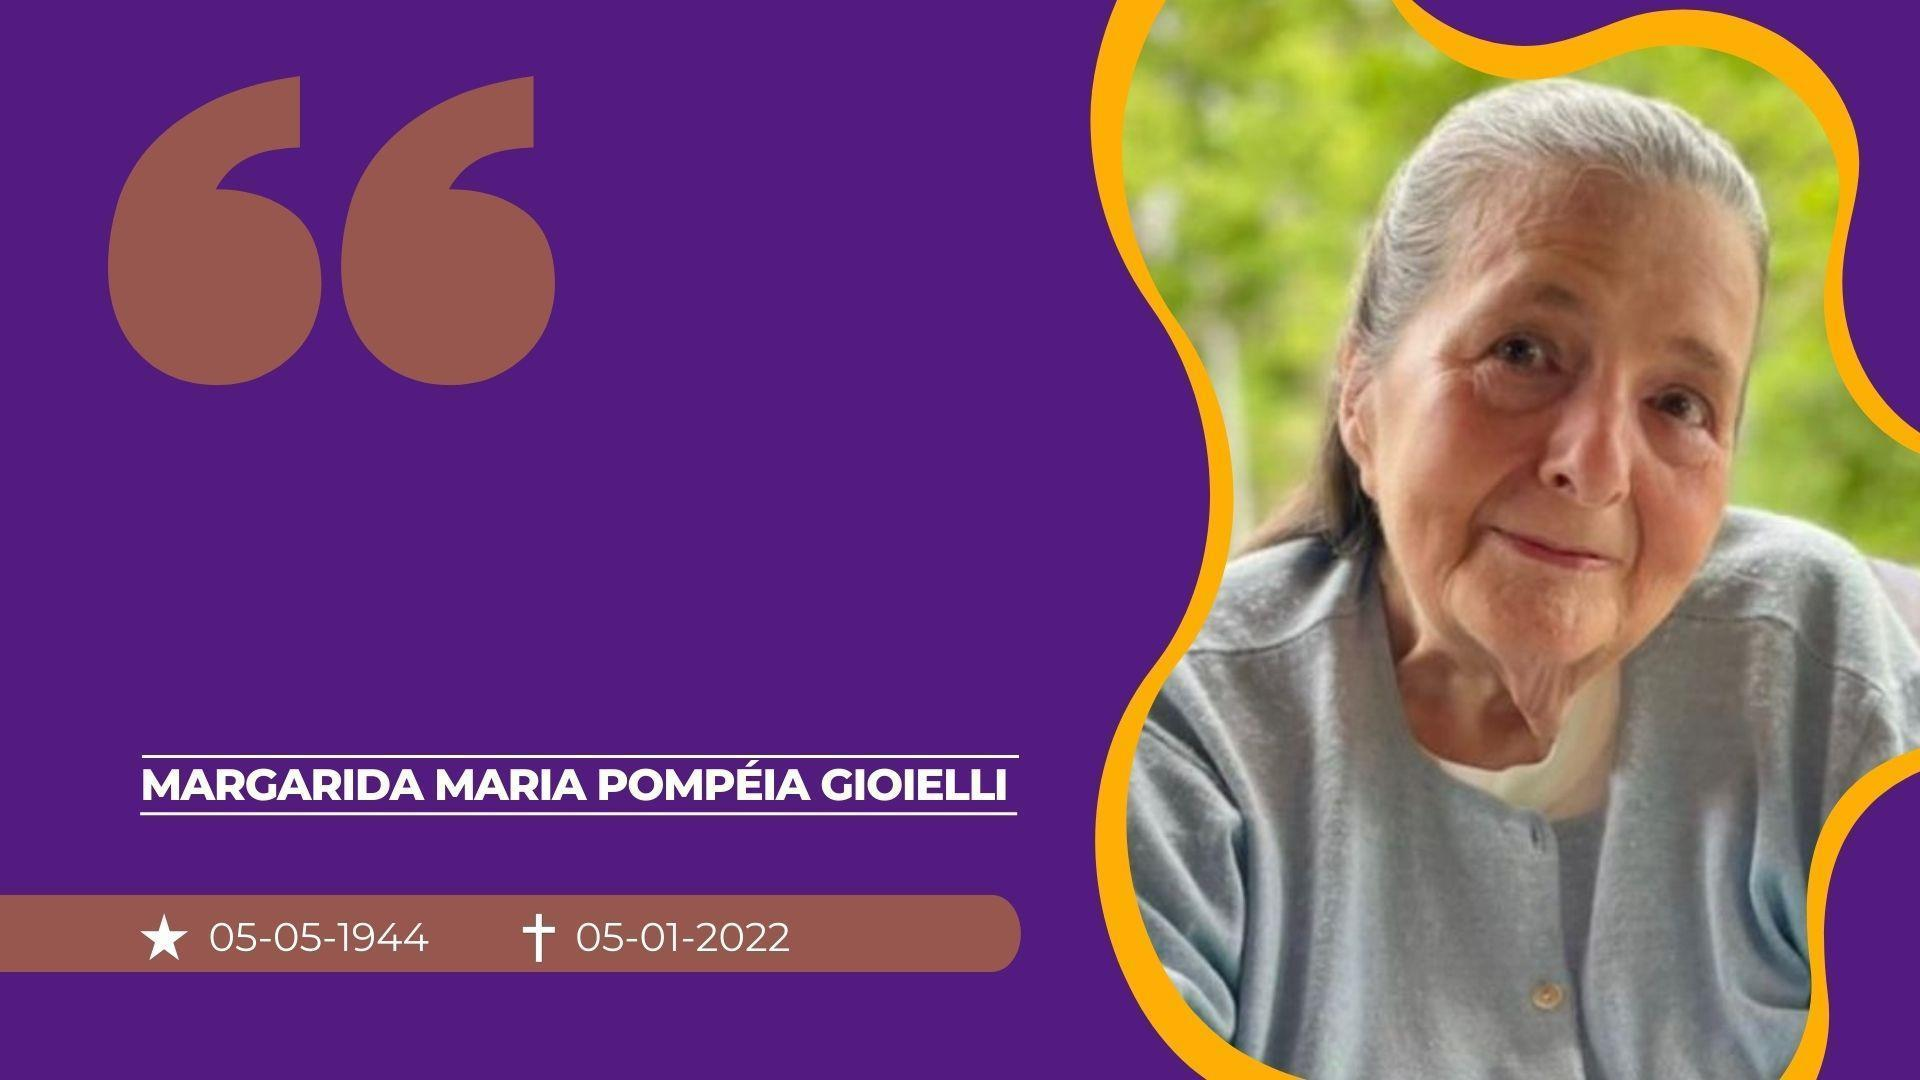 MARGARIDA MARIA POMPÉIA GIOIELLI
05-05-1944 05-01-2022